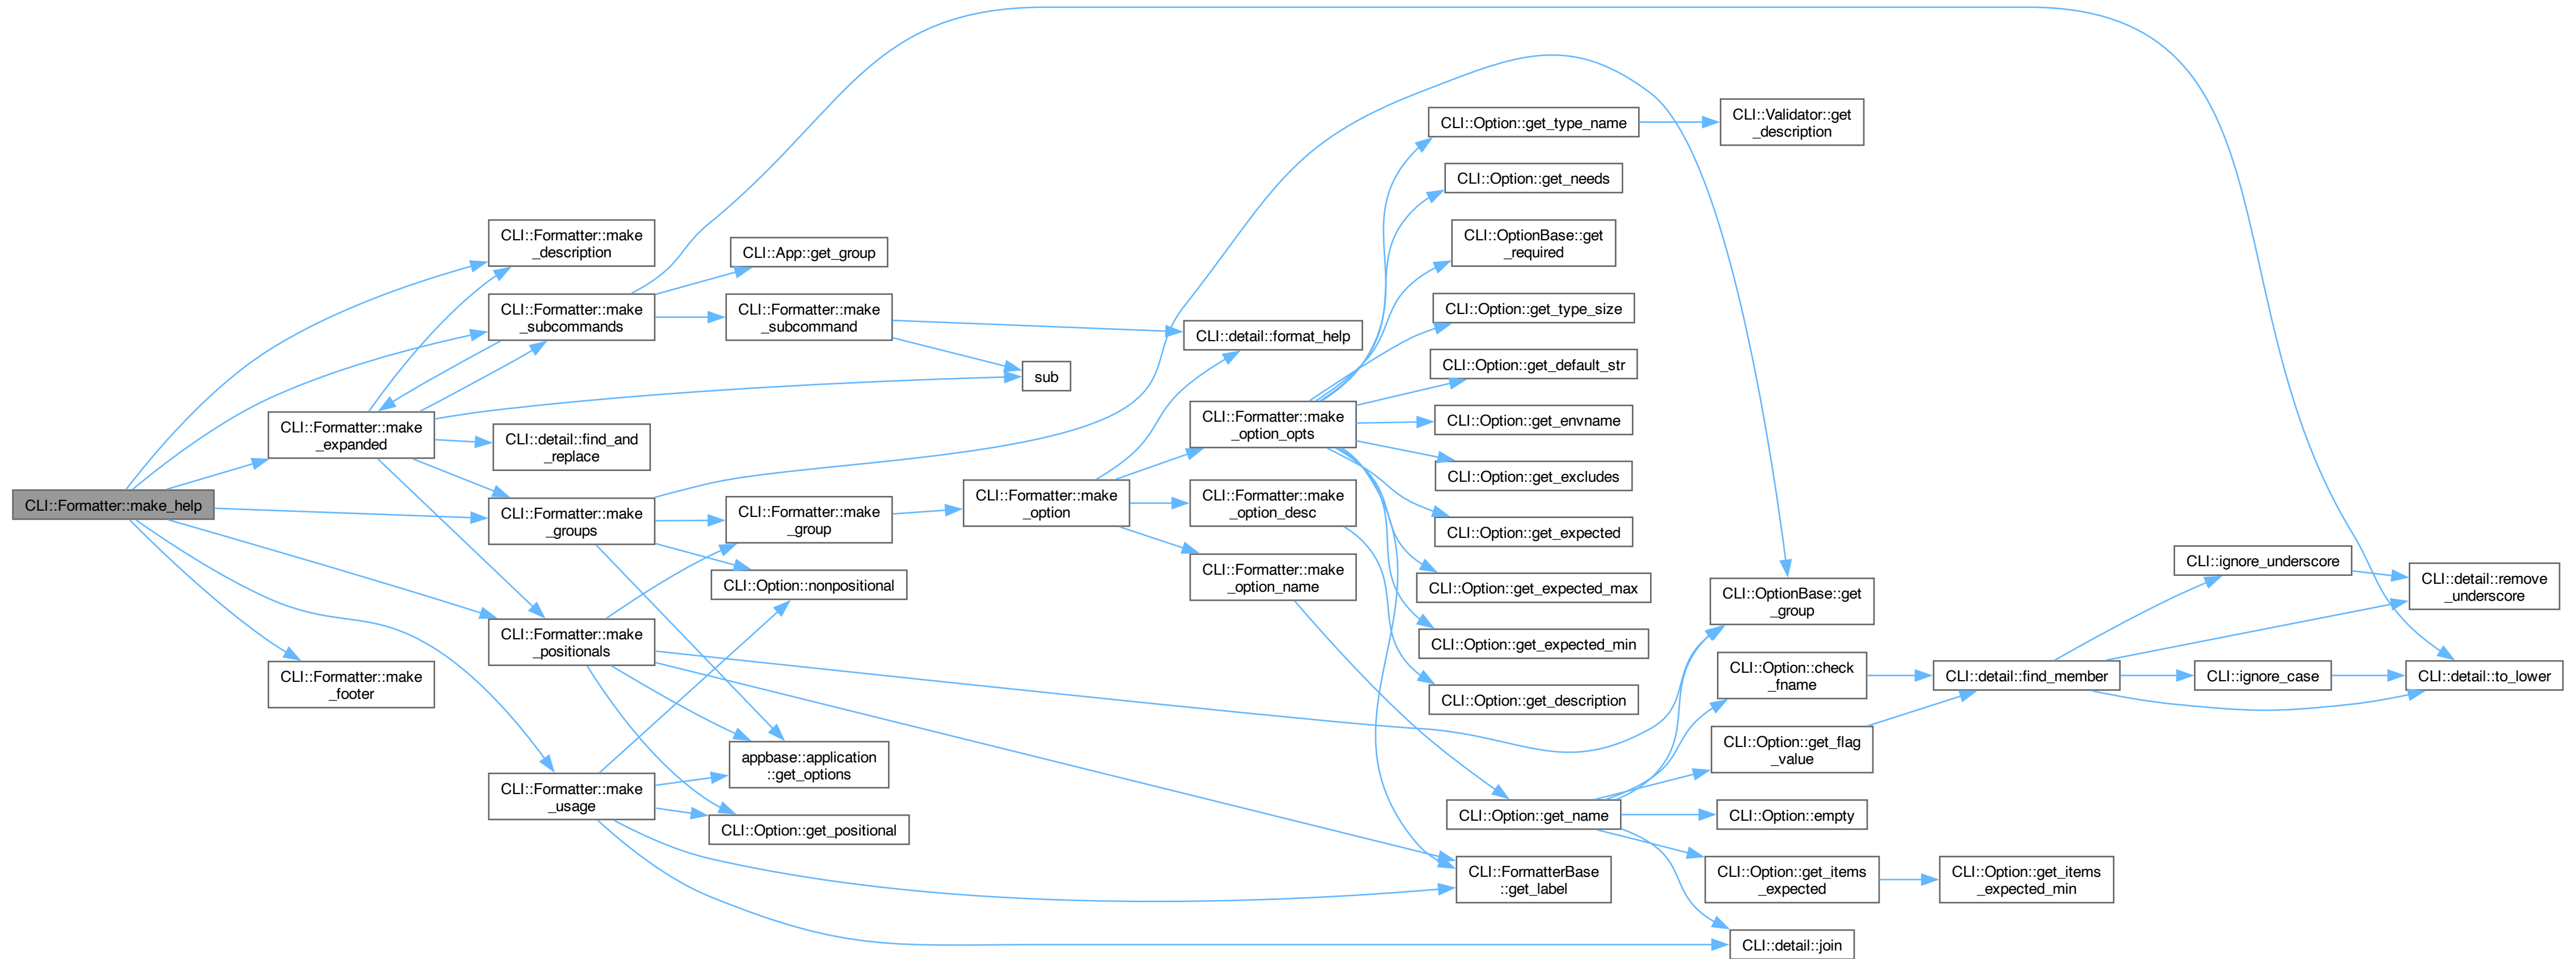 CLI::Formatter::make_help
CLI::Formatter::make
_description
CLI::Formatter::make
_subcommands
CLI::Formatter::make
_expanded
CLI::detail::find_and
_replace
CLI::Formatter::make
_groups
CLI::Formatter::make
_positionals
CLI::Formatter::make
_footer
CLI::Formatter::make
_usage
CLI::App::get_group
CLI::Formatter::make
_subcommand
CLI::Formatter::make
_group
CLI::Option::nonpositional
appbase::application
::get_options
CLI::Option::get_positional
sub
CLI::Formatter::make
_option
CLI::detail::format_help
CLI::Formatter::make
_option_opts
CLI::Formatter::make
_option_desc
CLI::Formatter::make
_option_name
CLI::Option::get_type_name
CLI::Option::get_needs
CLI::OptionBase::get
_required
CLI::Option::get_type_size
CLI::Option::get_default_str
CLI::Option::get_envname
CLI::Option::get_excludes
CLI::Option::get_expected
CLI::Option::get_expected_max
CLI::Option::get_expected_min
CLI::Option::get_description
CLI::Option::get_name
CLI::FormatterBase
::get_label
CLI::Validator::get
_description
CLI::OptionBase::get
_group
CLI::Option::check
_fname
CLI::Option::get_flag
_value
CLI::Option::empty
CLI::Option::get_items
_expected
CLI::detail::join
CLI::detail::find_member
CLI::Option::get_items
_expected_min
CLI::ignore_underscore
CLI::ignore_case
CLI::detail::remove
_underscore
CLI::detail::to_lower